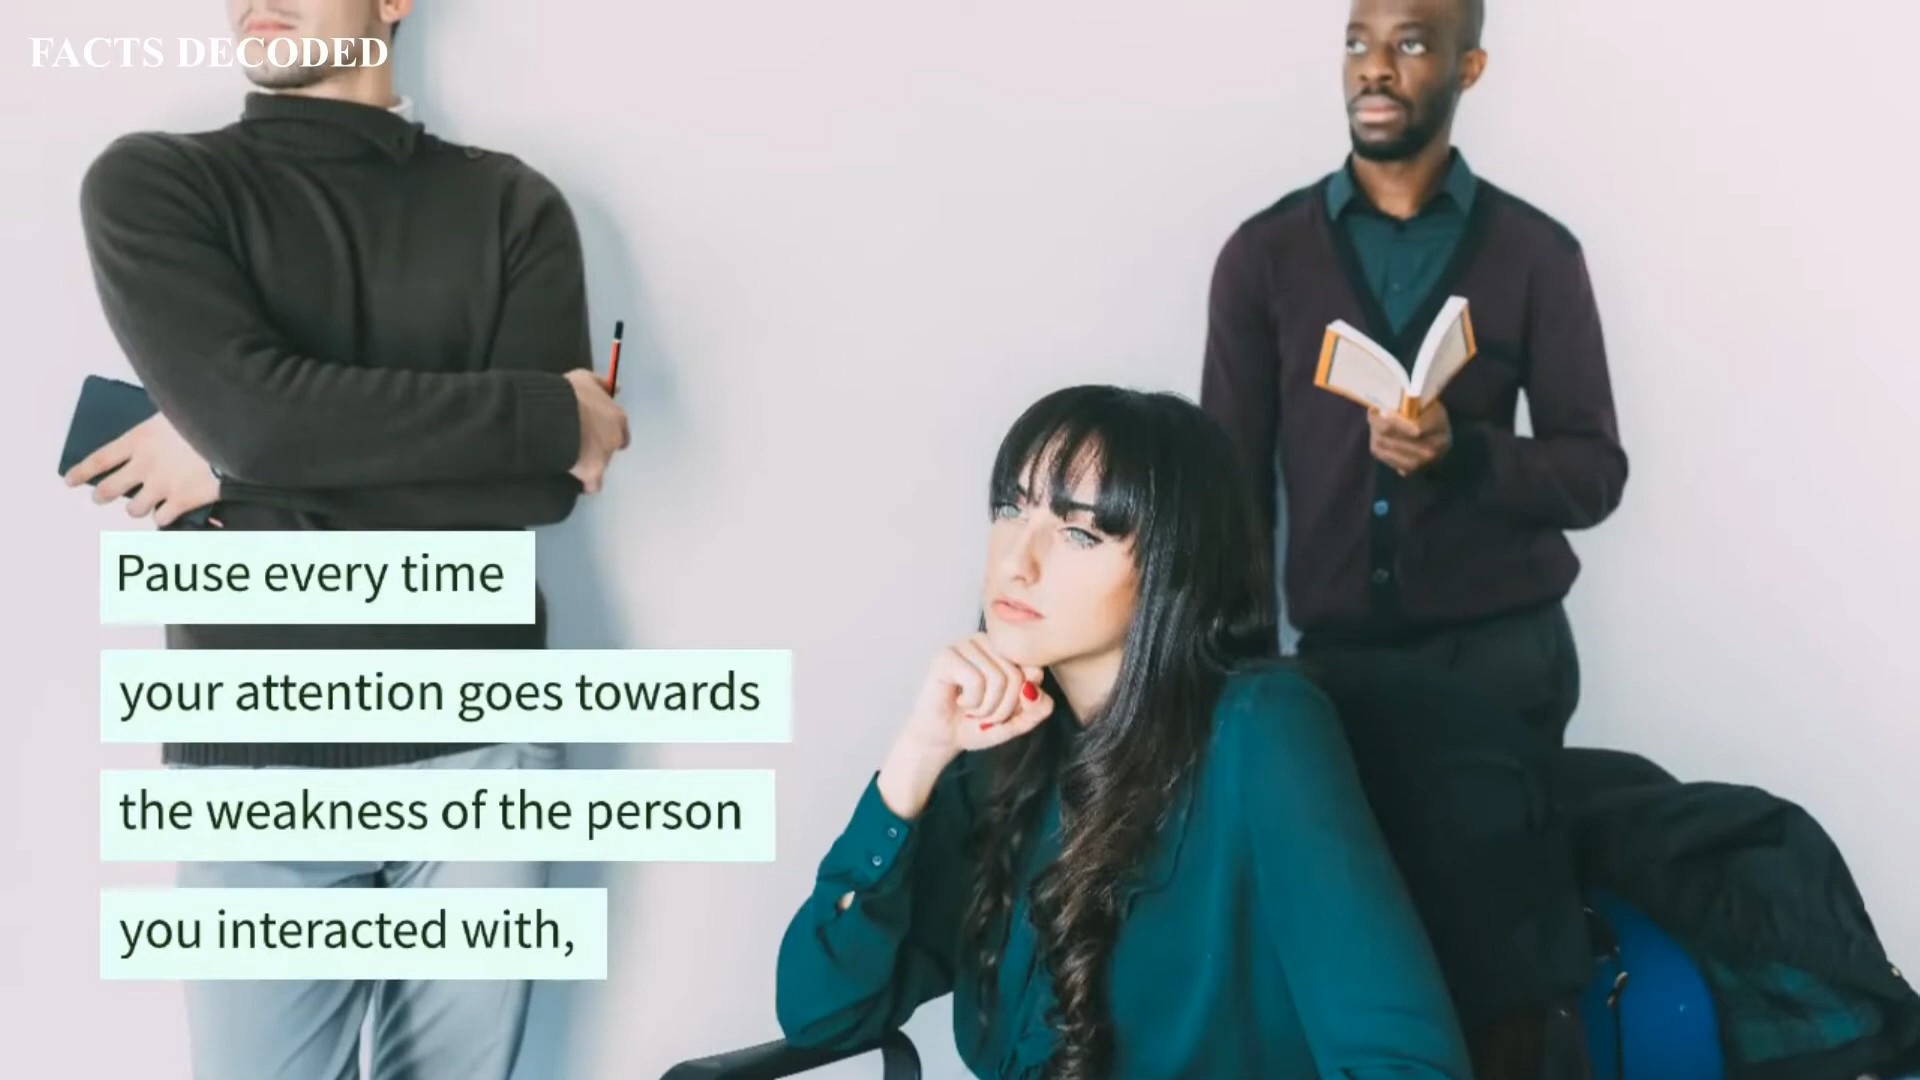 FACTS DECODED
Pause every time
your attention goes towards
the weakness of the person
you interacted with,